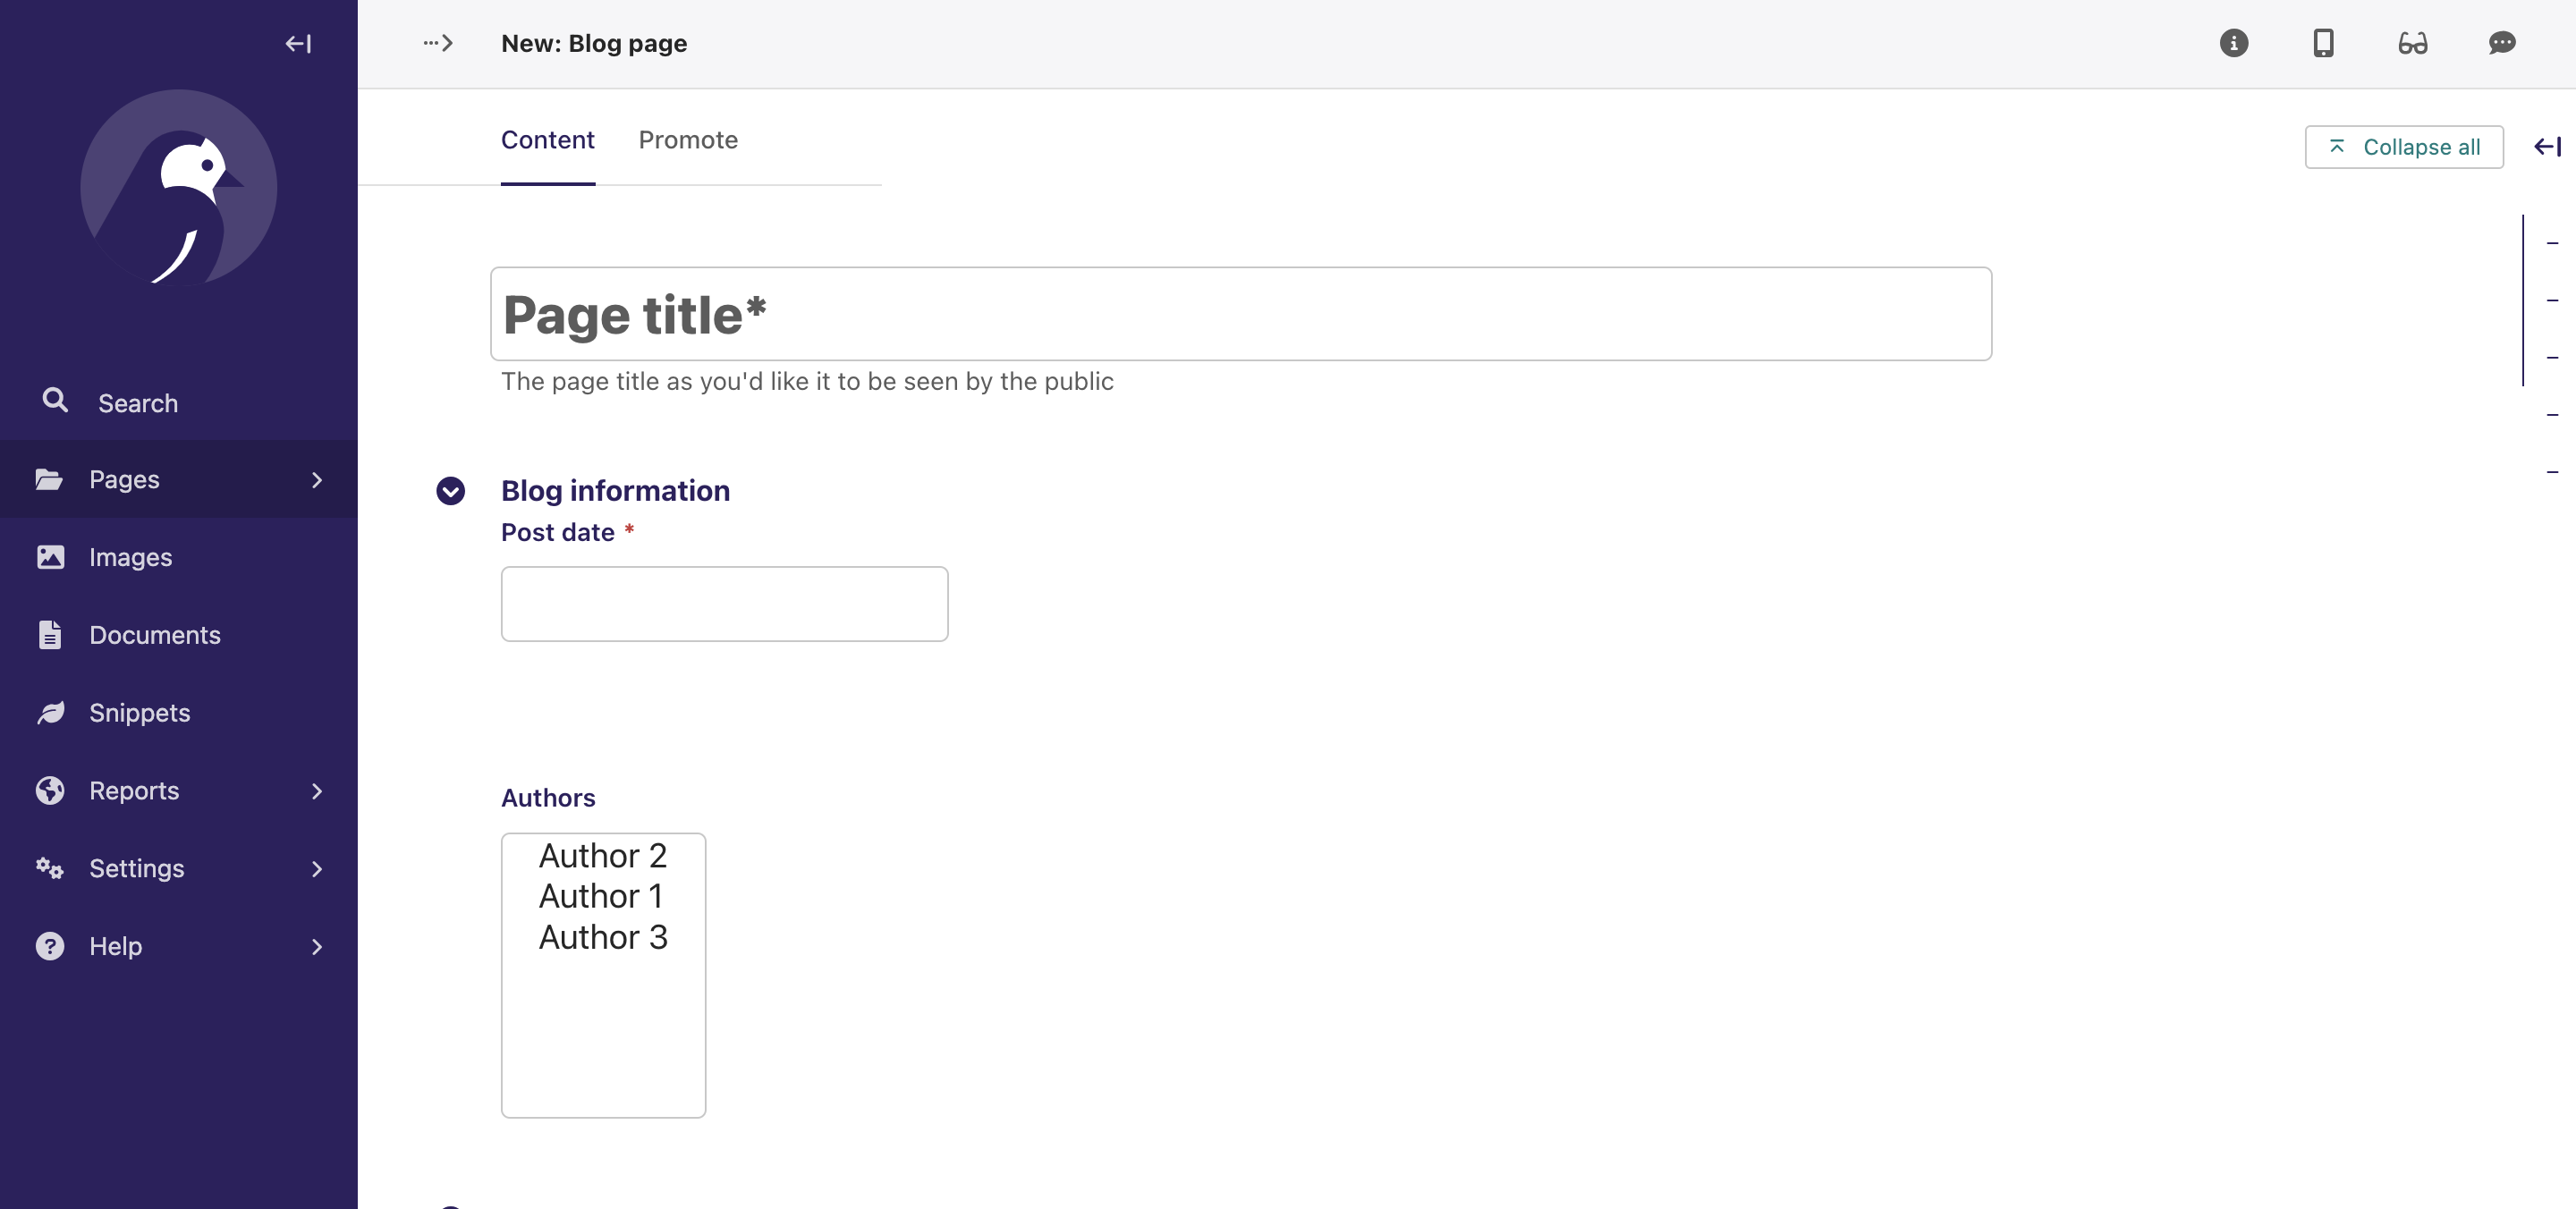 New: Blog page
Content
Promote
Collapse all
Page title*
The page title as you'd like it to be seen by the public
Search
Pages
Images
Documents
Snippets
Reports
Settings
Help
Blog information
Post date *
Authors
Author 2
Author 1
Author 3